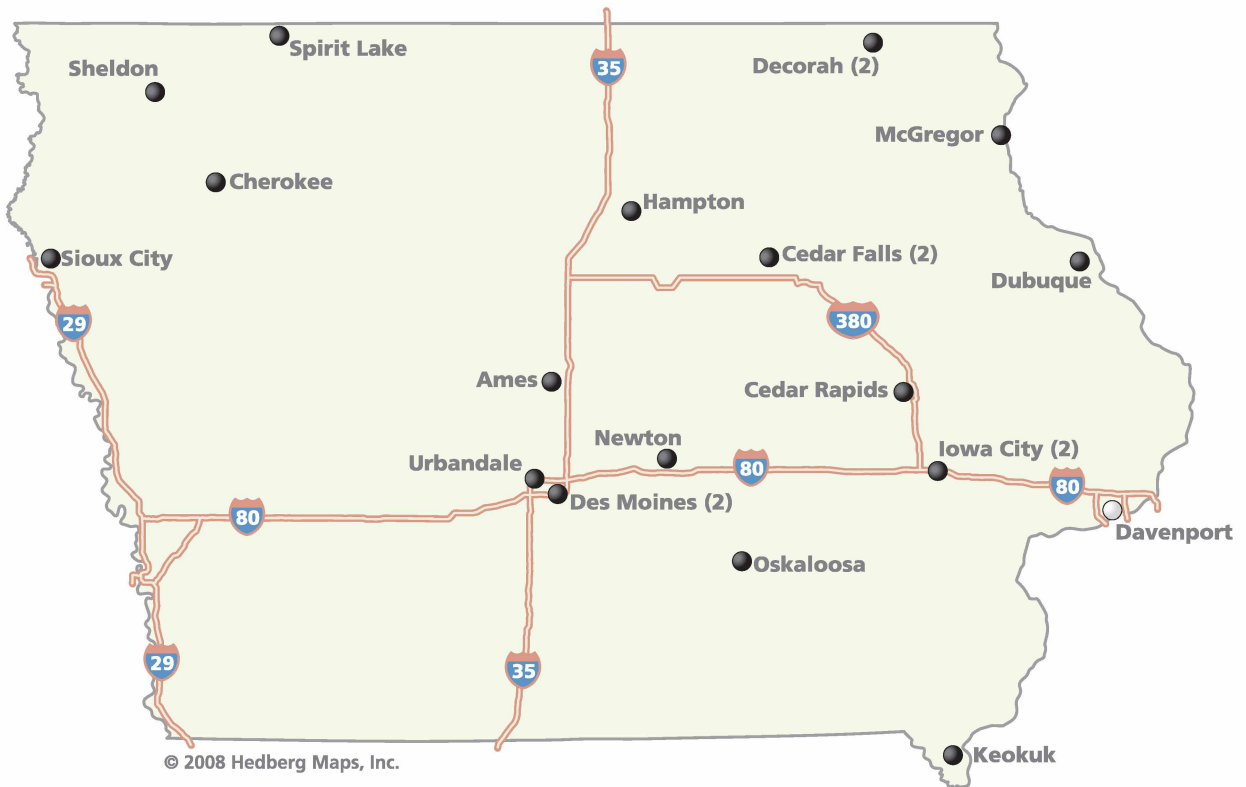 Spirit Lake
35
Decorah (2)
Sheldon
McGregor
Cherokee
Hampton
Sioux City
Cedar Falls (2)
Dubuque
29
380
Ames
Cedar Rapids
Newton
Iowa City (2)
Urbandale
80
80
Des Moines (2)
80
Davenport
Oskaloosa
29
35
© 2008 Hedberg Maps, Inc.
Keokuk